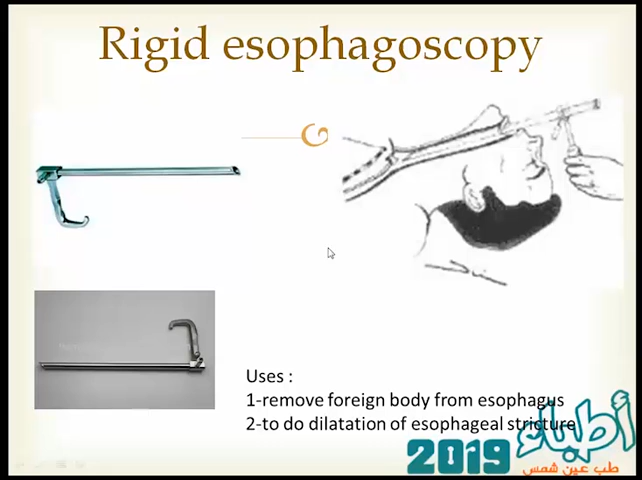 Rigid esophagoscopy
Uses :
1-remove foreign body from esophagus
2-to do dilatation of esophageal stricture
أطباء
2019
طب عين شمس